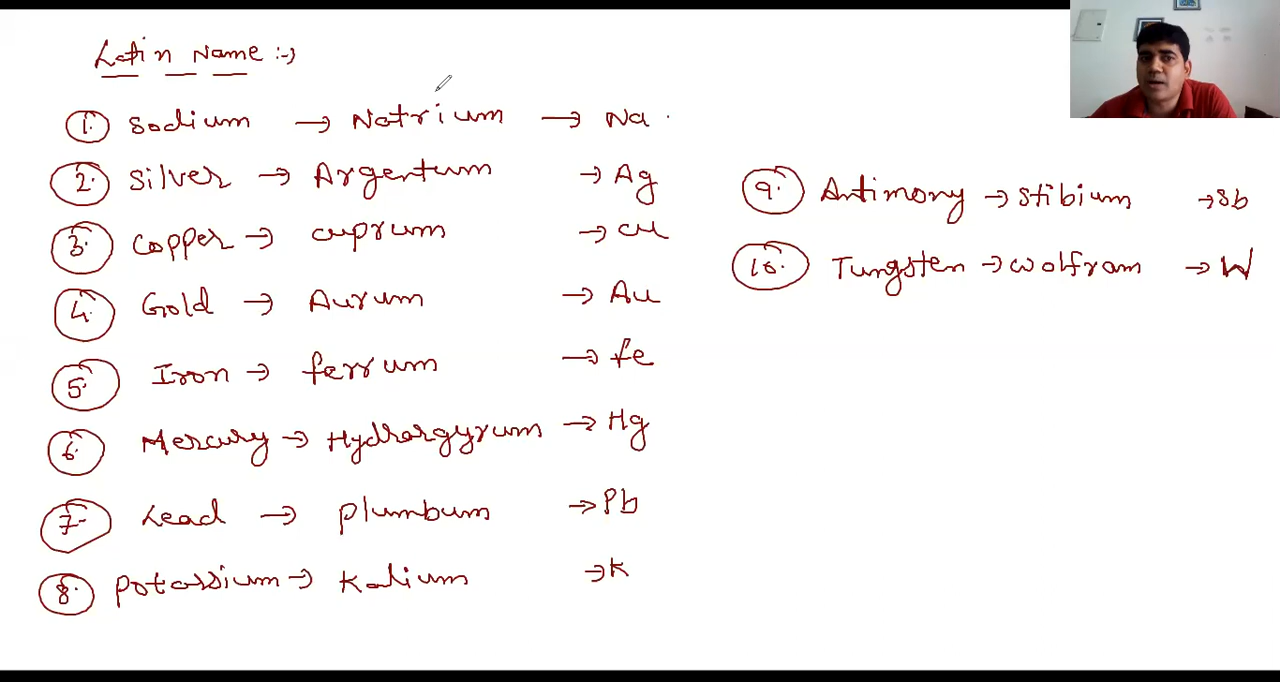 Latin Name :-)
1. Sodium → Natrium → Na
2. Silver → Argentum → Ag
3. Copper → cuprum → cu
4. Gold → Aurum → Au
5. Iron → ferrum → fe
6. Mercury → Hydrargyrum → Hg
7. Lead → plumbum → Pb
8. potassium → Kalium → K
9. Antimony → stibium → sb
10. Tungsten → wolfram → W